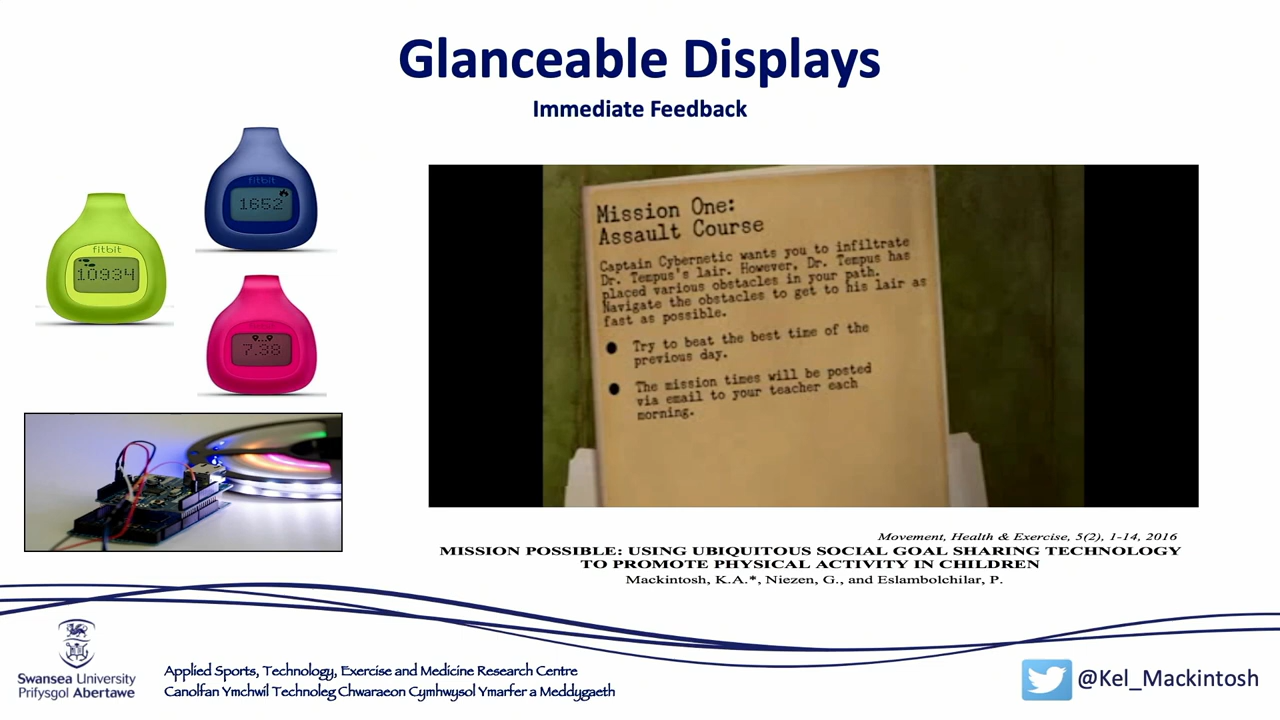 Glanceable Displays
Immediate Feedback
fitbit
1652
fitbit
10934
7.38
Mission One:
Assault Course
Captain Cybernetic wants you to infiltrate
Dr. Tempus's lair. However, Dr. Tempus has
placed various obstacles in your path.
Navigate the obstacles to get to his lair as
fast as possible.
● Try to beat the best time of the
previous day.
● The mission times will be posted
via email to your teacher each
morning.
Movement, Health & Exercise, 5(2), 1-14, 2016
MISSION POSSIBLE: USING UBIQUITOUS SOCIAL GOAL SHARING TECHNOLOGY
TO PROMOTE PHYSICAL ACTIVITY IN CHILDREN
Mackintosh, K.A.*, Niezen, G., and Eslambolchilar, P.
Swansea University
Prifysgol Abertawe
Applied Sports, Technology, Exercise and Medicine Research Centre
Canolfan Ymchwil Technoleg Chwaraeon Cymhwysol Ymarfer a Meddygaeth
@Kel_Mackintosh